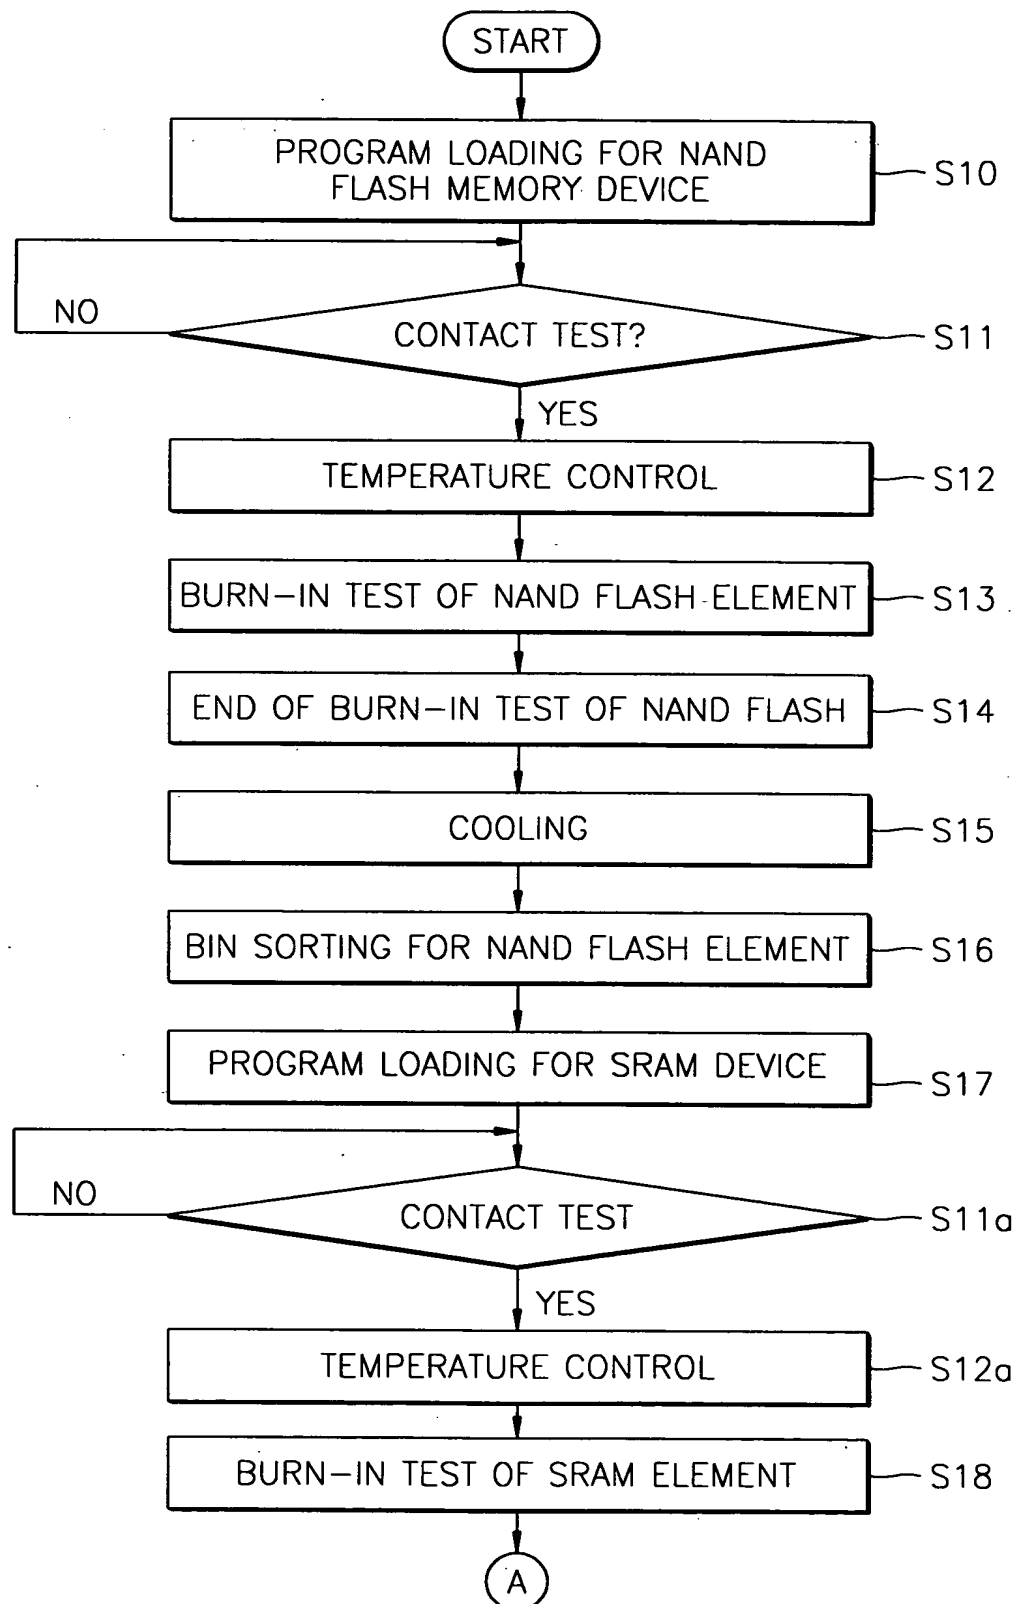 START
PROGRAM LOADING FOR NAND
FLASH MEMORY DEVICE
S10
NO
CONTACT TEST?
S11
YES
TEMPERATURE CONTROL
S12
BURN-IN TEST OF NAND FLASH ELEMENT
S13
END OF BURN-IN TEST OF NAND FLASH
S14
COOLING
S15
BIN SORTING FOR NAND FLASH ELEMENT
S16
PROGRAM LOADING FOR SRAM DEVICE
S17
NO
CONTACT TEST
S11a
YES
TEMPERATURE CONTROL
S12a
BURN-IN TEST OF SRAM ELEMENT
S18
A